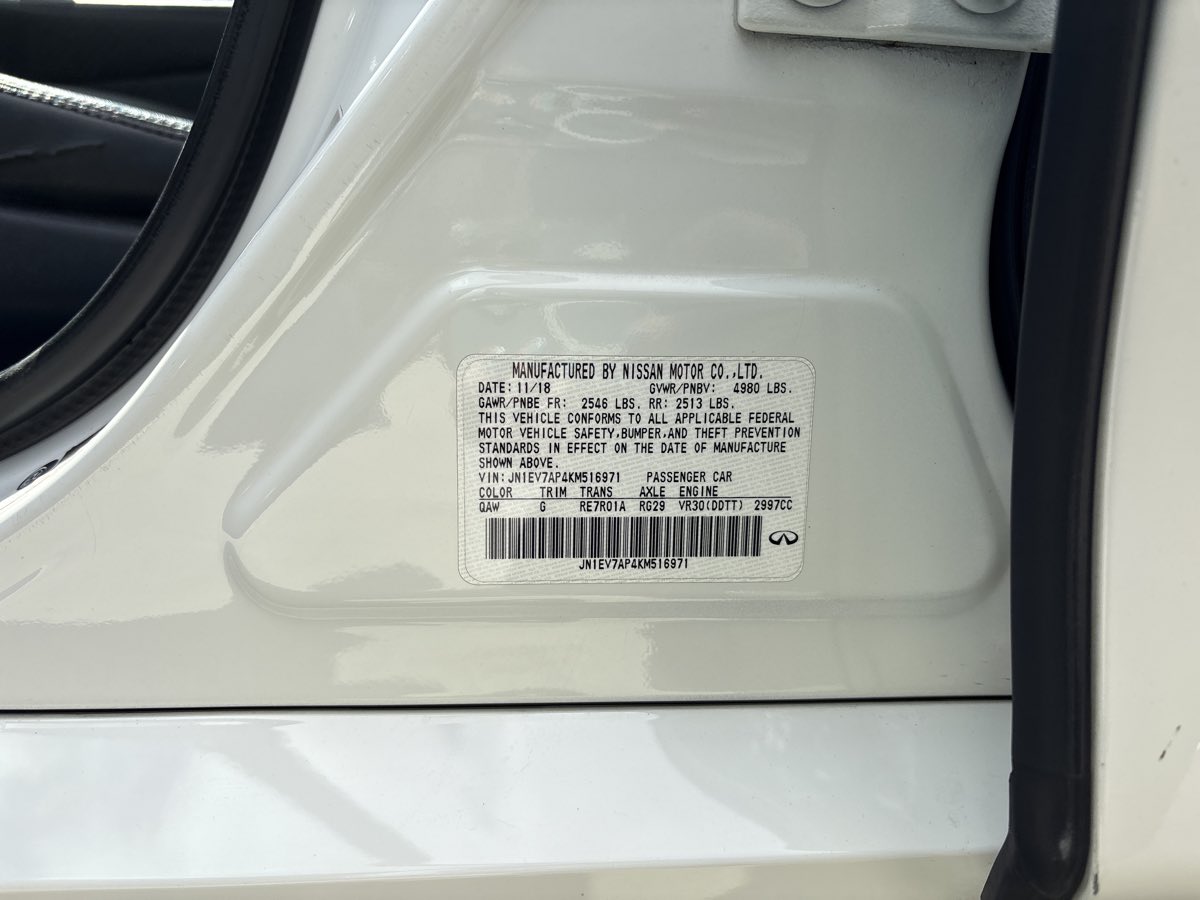 MANUFACTURED BY NISSAN MOTOR CO.,LTD.
DATE: 11/18 GVWR/PNBV: 4980 LBS.
GAWR/PNBE FR: 2546 LBS. RR: 2513 LBS.
THIS VEHICLE CONFORMS TO ALL APPLICABLE FEDERAL
MOTOR VEHICLE SAFETY,BUMPER,AND THEFT PREVENTION
STANDARDS IN EFFECT ON THE DATE OF MANUFACTURE
SHOWN ABOVE.
VIN:JN1EV7AP4KM516971 PASSENGER CAR
COLOR TRIM TRANS AXLE ENGINE
QAW G RE7R01A RG29 VR30(DDTT) 2997CC
JN1EV7AP4KM516971